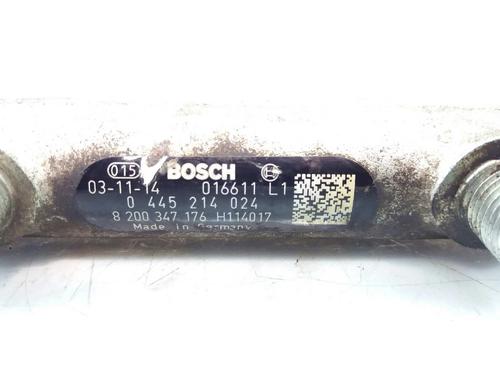 015 BOSCH
03-11-14 016611 L1
0 445 214 024
8 200 347 176 H114017
Made in Germany